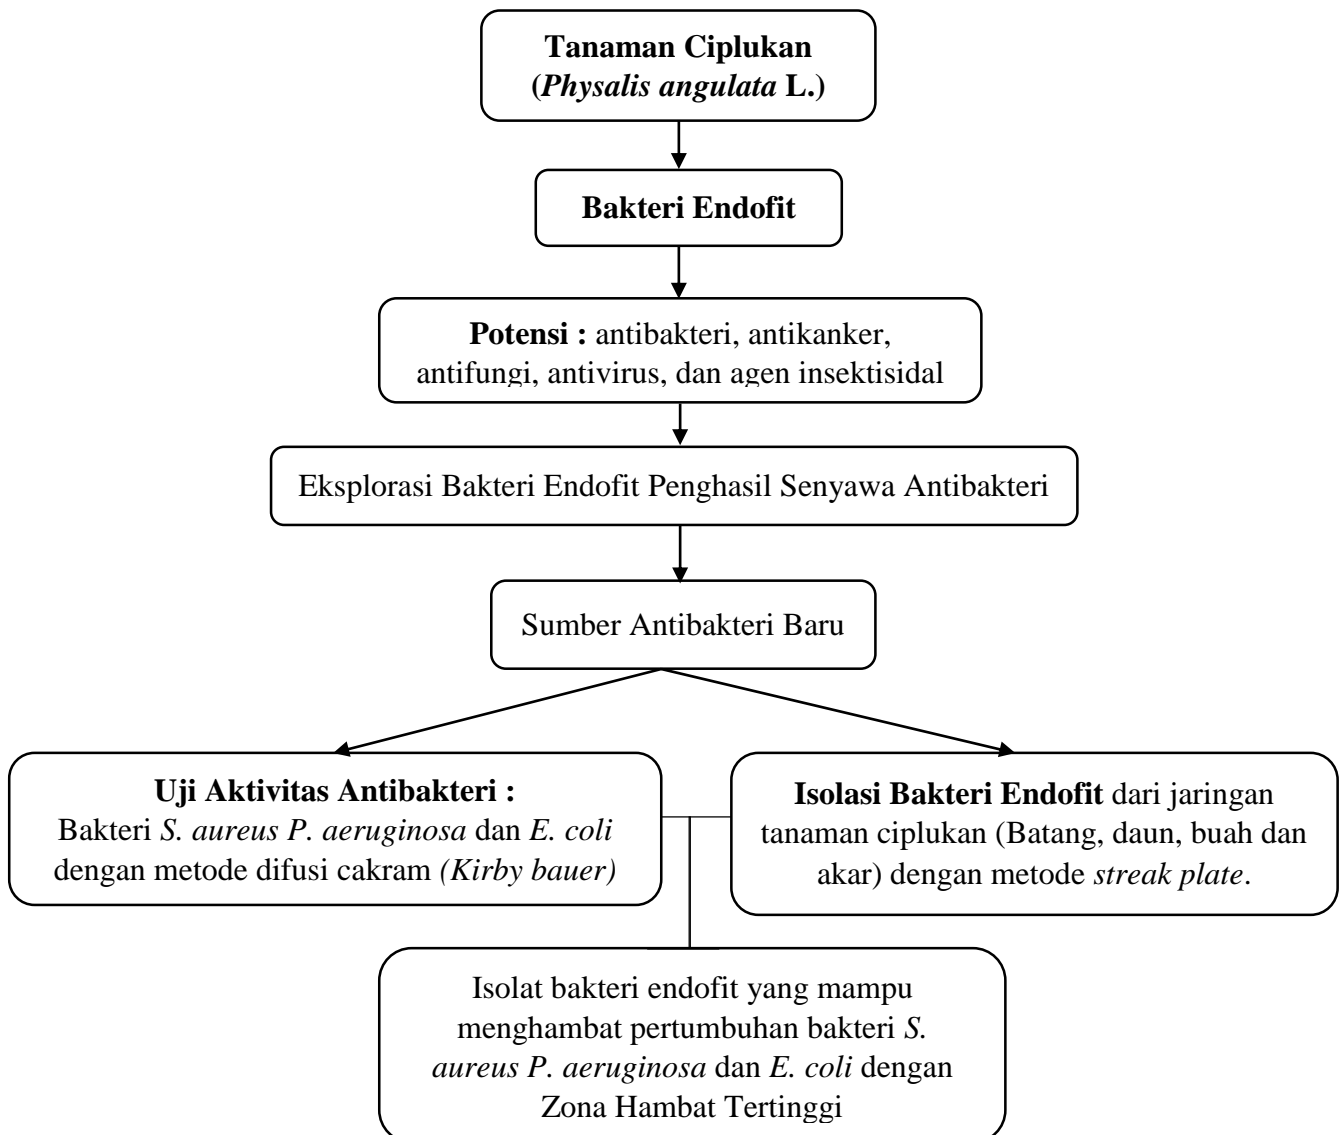 Tanaman Ciplukan
(Physalis angulata L.)
Bakteri Endofit
Potensi : antibakteri, antikanker,
antifungi, antivirus, dan agen insektisidal
Eksplorasi Bakteri Endofit Penghasil Senyawa Antibakteri
Sumber Antibakteri Baru
Uji Aktivitas Antibakteri :
Bakteri S. aureus P. aeruginosa dan E. coli
dengan metode difusi cakram (Kirby bauer)
Isolasi Bakteri Endofit dari jaringan
tanaman ciplukan (Batang, daun, buah dan
akar) dengan metode streak plate.
Isolat bakteri endofit yang mampu
menghambat pertumbuhan bakteri S.
aureus P. aeruginosa dan E. coli dengan
Zona Hambat Tertinggi